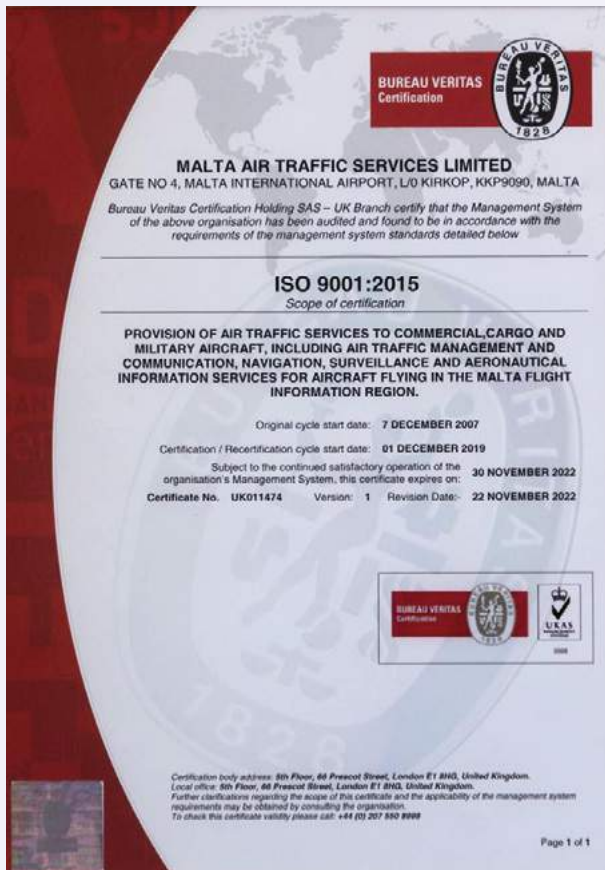 BUREAU VERITAS
Certification
BUREAU VERITAS
1828
MALTA AIR TRAFFIC SERVICES LIMITED
GATE NO 4, MALTA INTERNATIONAL AIRPORT, L/0 KIRKOP, KKP9090, MALTA
Bureau Veritas Certification Holding SAS – UK Branch certify that the Management System
of the above organisation has been audited and found to be in accordance with the
requirements of the management system standards detailed below
ISO 9001:2015
Scope of certification
PROVISION OF AIR TRAFFIC SERVICES TO COMMERCIAL,CARGO AND
MILITARY AIRCRAFT, INCLUDING AIR TRAFFIC MANAGEMENT AND
COMMUNICATION, NAVIGATION, SURVEILLANCE AND AERONAUTICAL
INFORMATION SERVICES FOR AIRCRAFT FLYING IN THE MALTA FLIGHT
INFORMATION REGION.
Original cycle start date: 7 DECEMBER 2007
Certification / Recertification cycle start date: 01 DECEMBER 2019
Subject to the continued satisfactory operation of the
organisation's Management System, this certificate expires on: 30 NOVEMBER 2022
Certificate No. UK011474 Version: 1 Revision Date:- 22 NOVEMBER 2022
BUREAU VERITAS
Certification
1828
UKAS
MANAGEMENT
SYSTEMS
1828
Certification body address: 5th Floor, 66 Prescot Street, London E1 8HG, United Kingdom.
Local office: 5th Floor, 66 Prescot Street, London E1 8HG, United Kingdom.
Further clarifications regarding the scope of this certificate and the applicability of the management system
requirements may be obtained by consulting the organisation.
To check this certificate validity please call: +44 (0) 207 550
Page 1 of 1